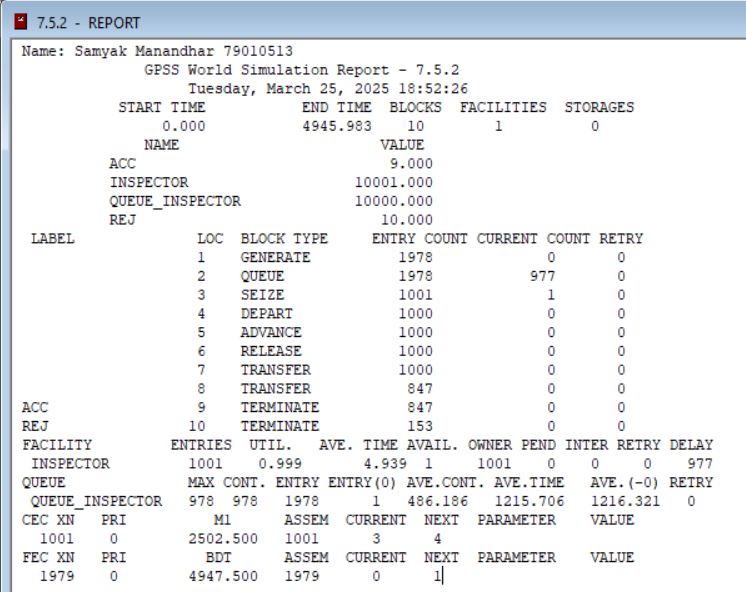 7.5.2 - REPORT
Name: Samyak Manandhar 79010513
GPSS World Simulation Report - 7.5.2
Tuesday, March 25, 2025 18:52:26
START TIME END TIME BLOCKS FACILITIES STORAGES
0.000 4945.983 10 1 0
NAME VALUE
ACC 9.000
INSPECTOR 10001.000
QUEUE_INSPECTOR 10000.000
REJ 10.000
LABEL LOC BLOCK TYPE ENTRY COUNT CURRENT COUNT RETRY
1 GENERATE 1978 0 0
2 QUEUE 1978 977 0
3 SEIZE 1001 1 0
4 DEPART 1000 0 0
5 ADVANCE 1000 0 0
6 RELEASE 1000 0 0
7 TRANSFER 1000 0 0
8 TRANSFER 847 0 0
ACC 9 TERMINATE 847 0 0
REJ 10 TERMINATE 153 0 0
FACILITY ENTRIES UTIL. AVE. TIME AVAIL. OWNER PEND INTER RETRY DELAY
INSPECTOR 1001 0.999 4.939 1 1001 0 0 0 977
QUEUE MAX CONT. ENTRY ENTRY(0) AVE.CONT. AVE.TIME AVE.(-0) RETRY
QUEUE_INSPECTOR 978 978 1978 1 486.186 1215.706 1216.321 0
CEC XN PRI M1 ASSEM CURRENT NEXT PARAMETER VALUE
1001 0 2502.500 1001 3 4
FEC XN PRI BDT ASSEM CURRENT NEXT PARAMETER VALUE
1979 0 4947.500 1979 0 1